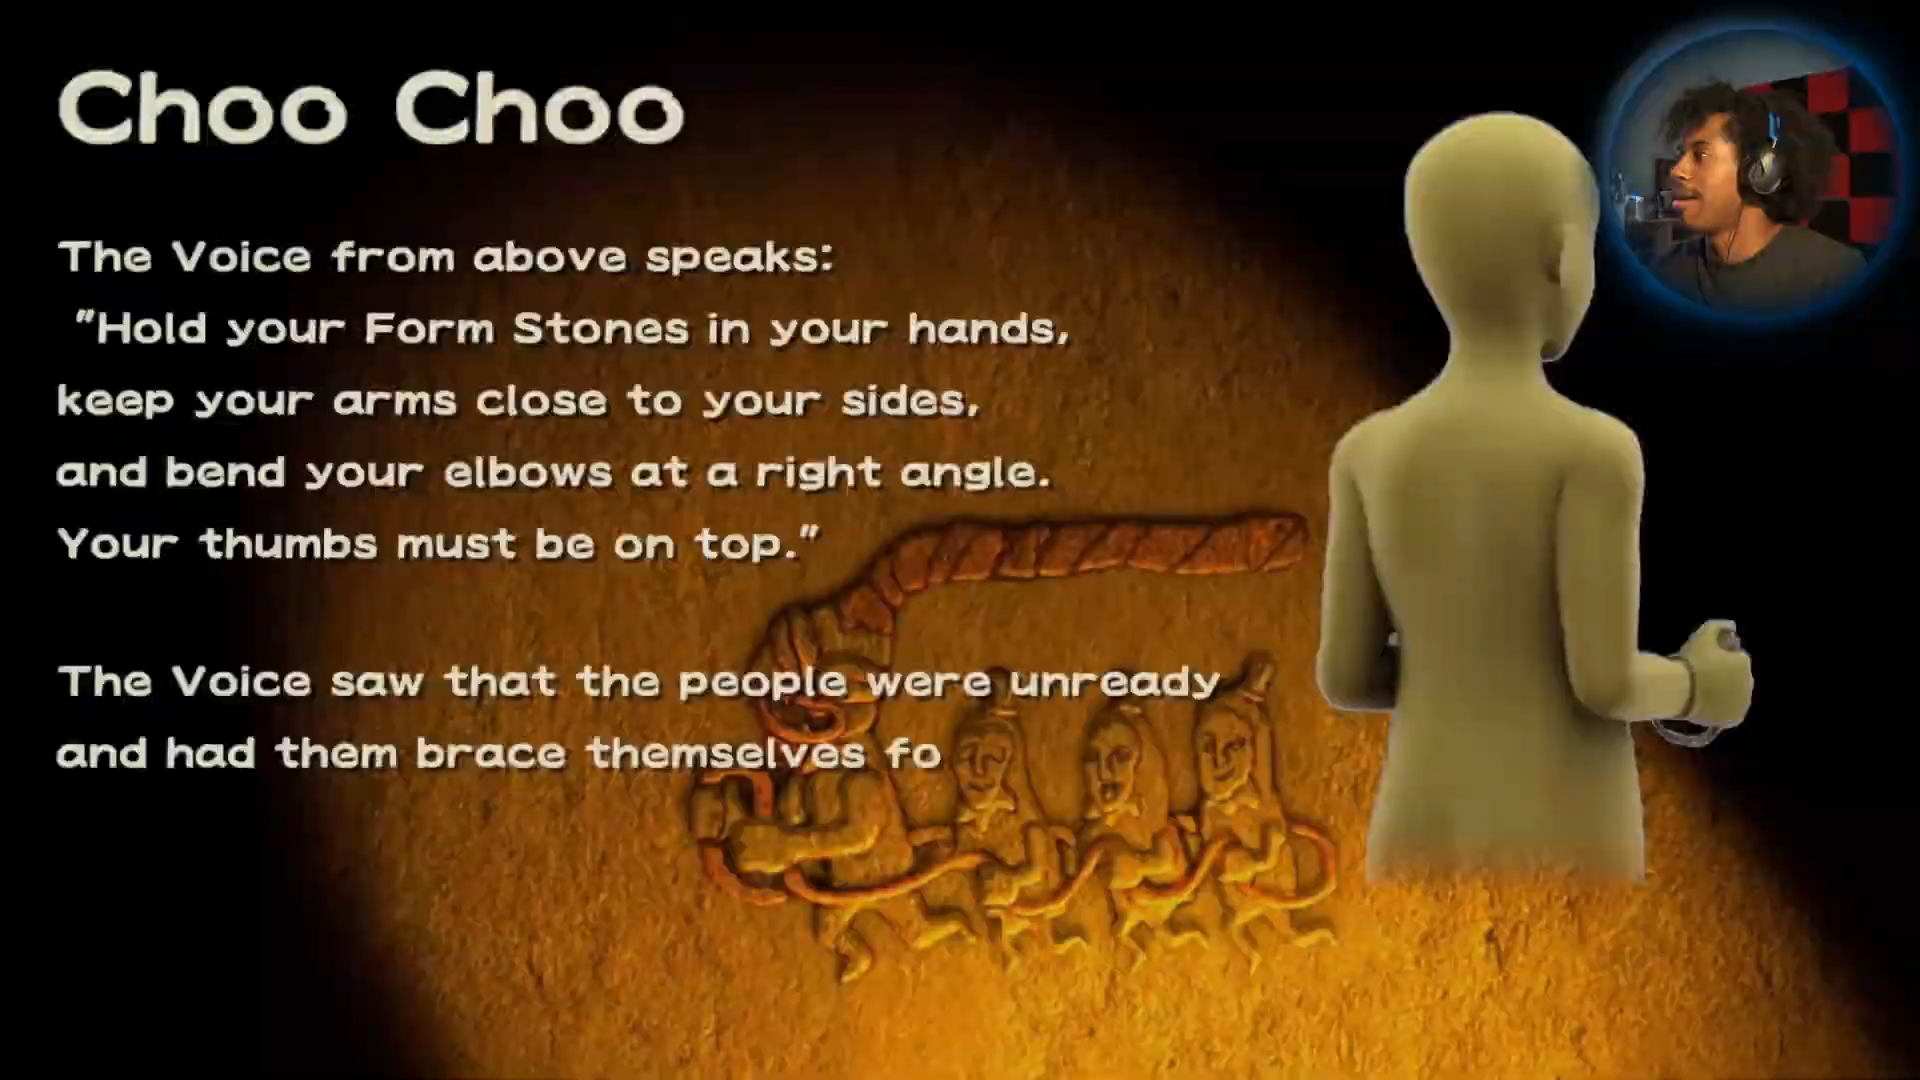 Choo Choo
The Voice from above speaks:
"Hold your Form Stones in your hands,
keep your arms close to your sides,
and bend your elbows at a right angle.
Your thumbs must be on top."
The Voice saw that the people were unready
and had them brace themselves fo